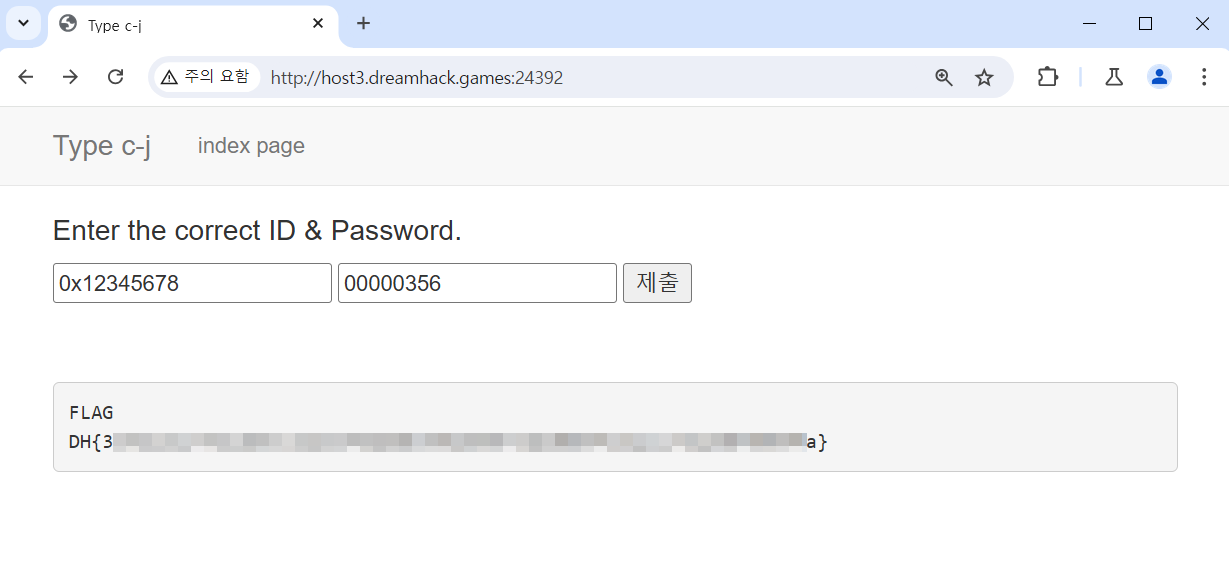 Type c-j
주의 요함 http://host3.dreamhack.games:24392
Type c-j index page
Enter the correct ID & Password.
0x12345678 00000356 제출
FLAG
DH{3 a}